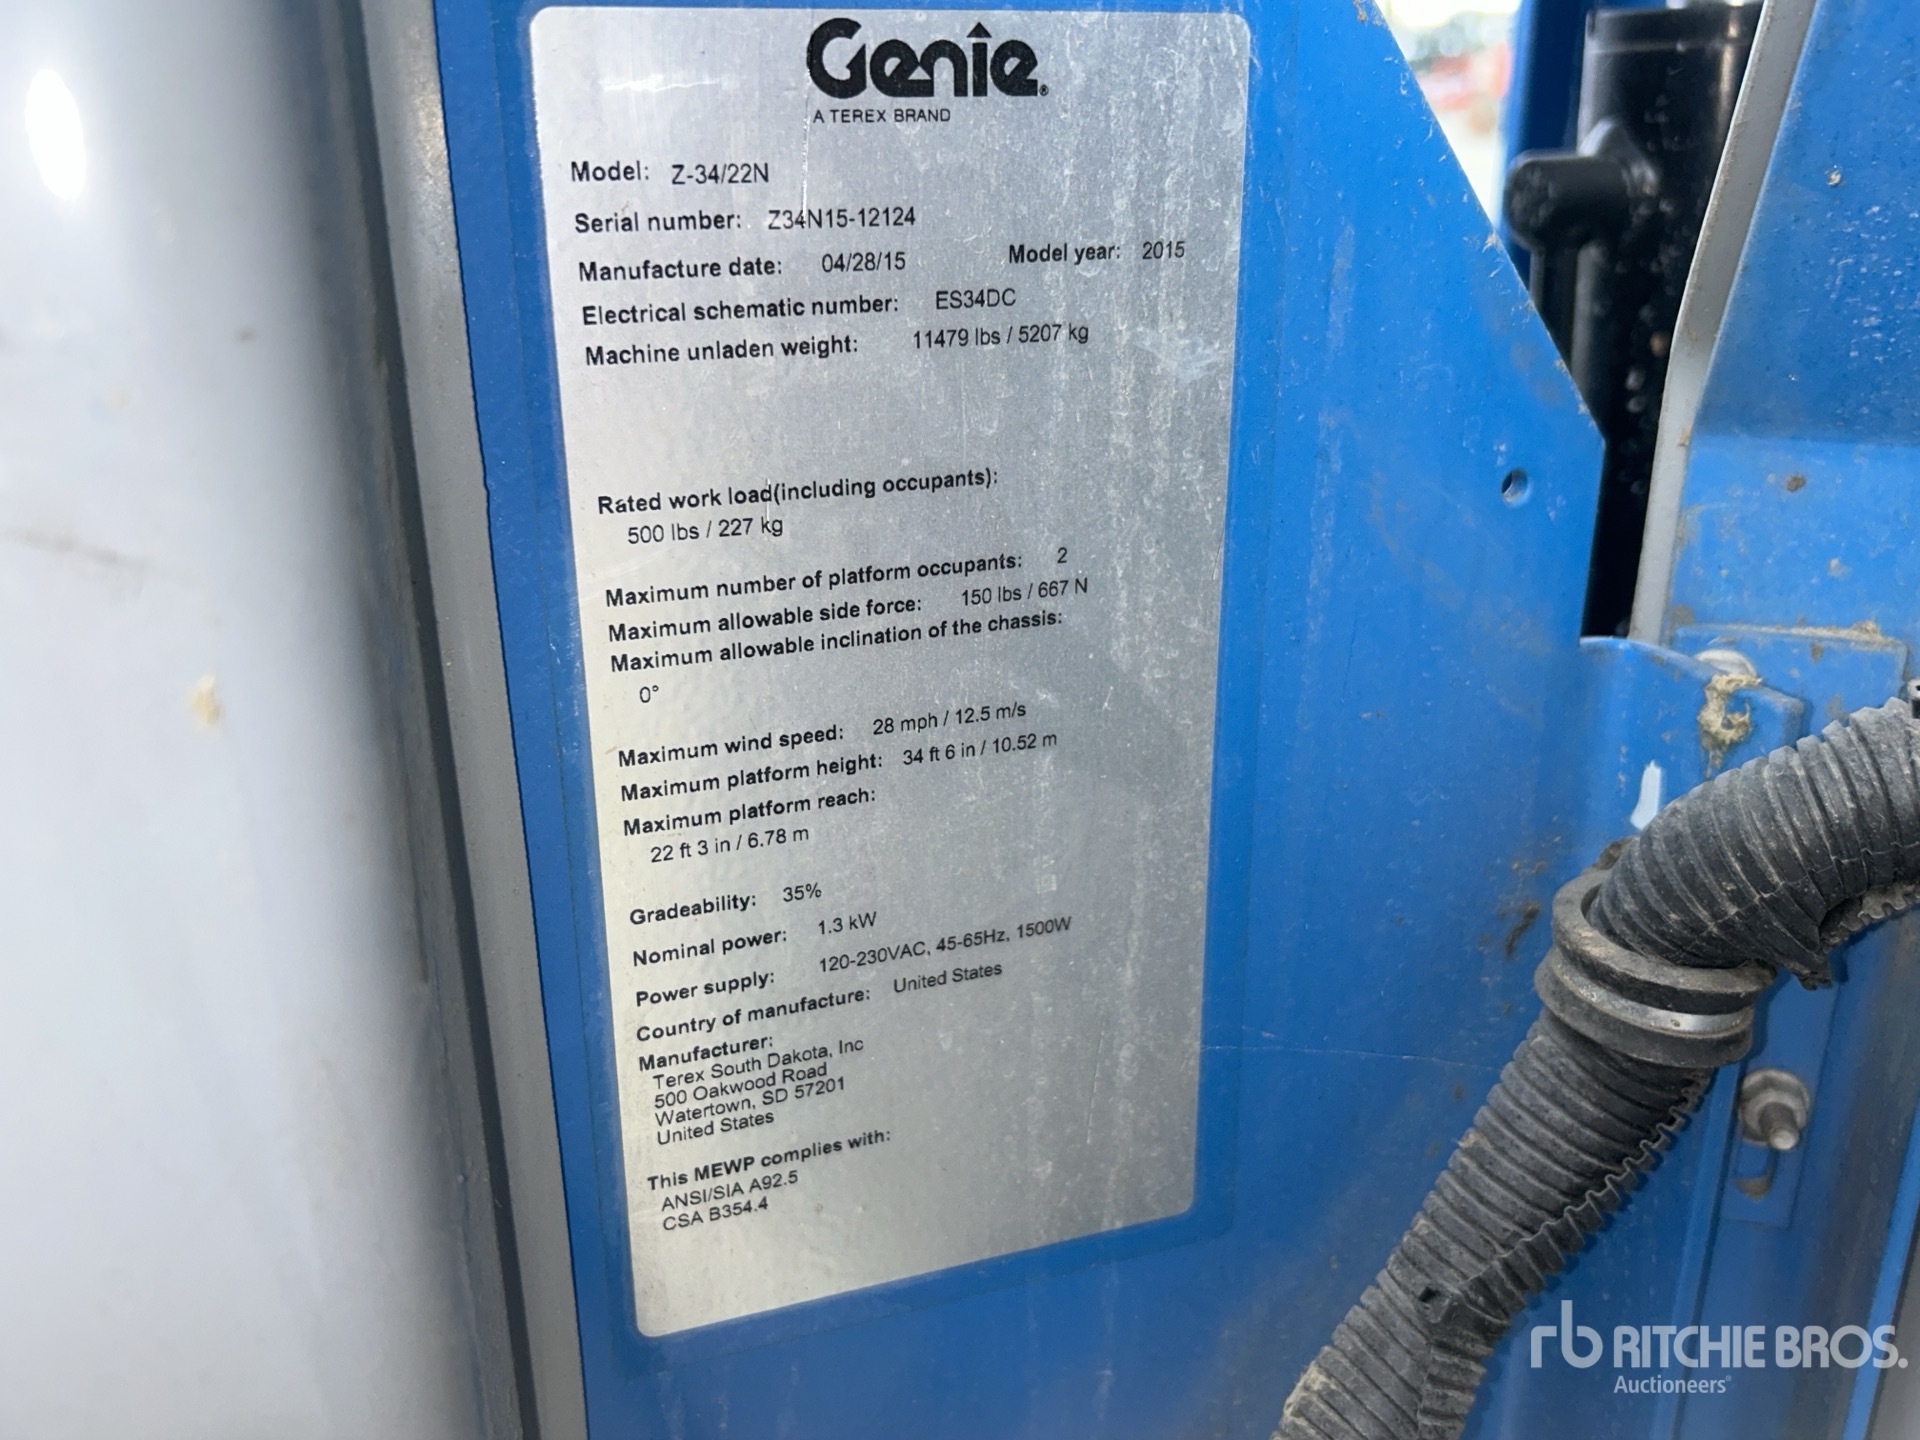 Genie®
A TEREX BRAND
Model: Z-34/22N
Serial number: Z34N15-12124
Manufacture date: 04/28/15 Model year: 2015
Electrical schematic number: ES34DC
Machine unladen weight: 11479 lbs / 5207 kg
Rated work load(including occupants):
500 lbs / 227 kg
Maximum number of platform occupants: 2
Maximum allowable side force: 150 lbs / 667 N
Maximum allowable inclination of the chassis:
0°
Maximum wind speed: 28 mph / 12.5 m/s
Maximum platform height: 34 ft 6 in / 10.52 m
Maximum platform reach:
22 ft 3 in / 6.78 m
Gradeability: 35%
Nominal power: 1.3 kW
Power supply: 120-230VAC, 45-65Hz, 1500W
Country of manufacture: United States
Manufacturer:
Terex South Dakota, Inc
500 Oakwood Road
Watertown, SD 57201
United States
This MEWP complies with:
ANSI/SIA A92.5
CSA B354.4
rb RITCHIE BROS.
Auctioneers®